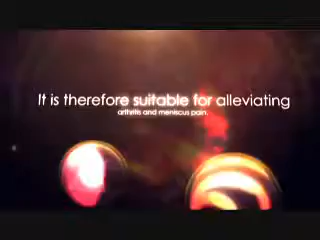 It is therefore suitable for alleviating
arthritis and meniscus pain.